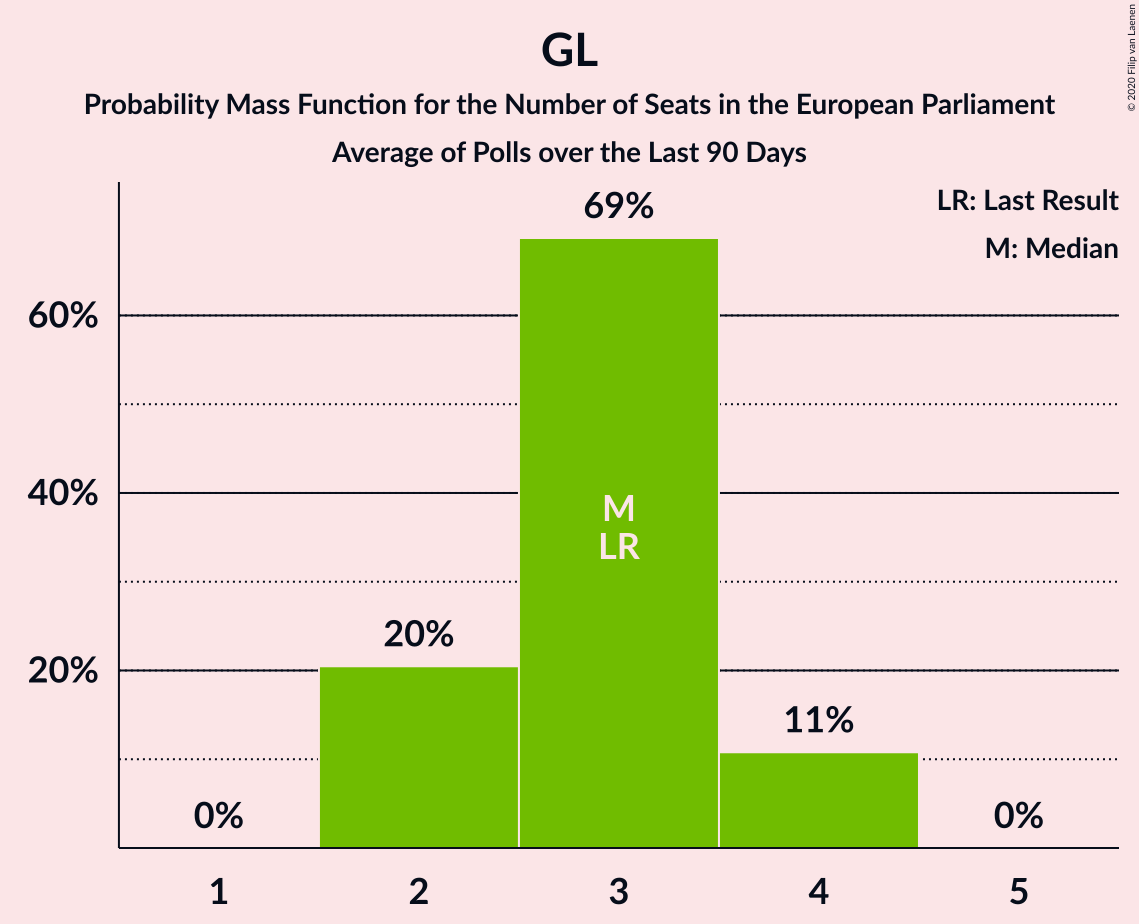 GL
Probability Mass Function for the Number of Seats in the European Parliament
Average of Polls over the Last 90 Days
© 2020 Filip van Laenen
LR: Last Result
M: Median
69%
60%
M
40%
LR
20%
20%
11%
0%
0%
1
2
3
4
5